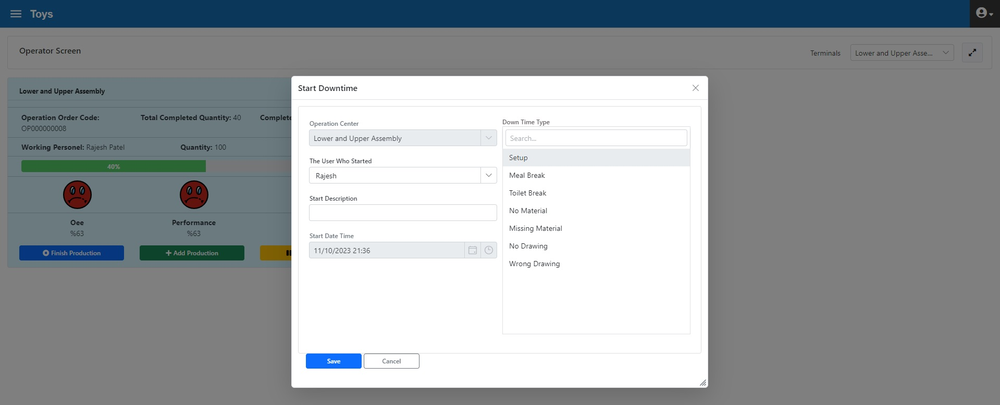 Toys
Operator Screen
Terminals
Lower and Upper Asse...
Lower and Upper Assembly
Operation Order Code:
OP000000008
Total Completed Quantity: 40
Complete
Working Personel: Rajesh Patel
Quantity: 100
40%
Oee
%63
Performance
%63
Finish Production
Add Production
Start Downtime
Operation Center
Lower and Upper Assembly
The User Who Started
Rajesh
Start Description
Start Date Time
11/10/2023 21:36
Down Time Type
Search...
Setup
Meal Break
Toilet Break
No Material
Missing Material
No Drawing
Wrong Drawing
Save
Cancel